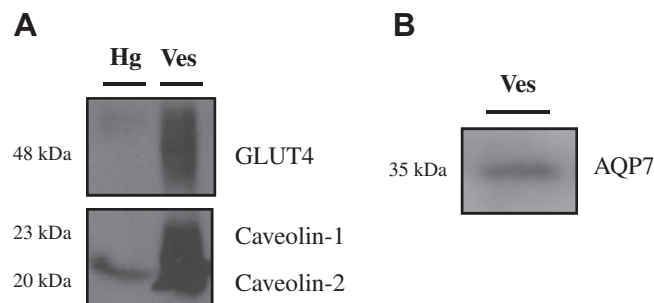 A
Hg Ves
48 kDa GLUT4
23 kDa Caveolin-1
20 kDa Caveolin-2
B
Ves
35 kDa AQP7